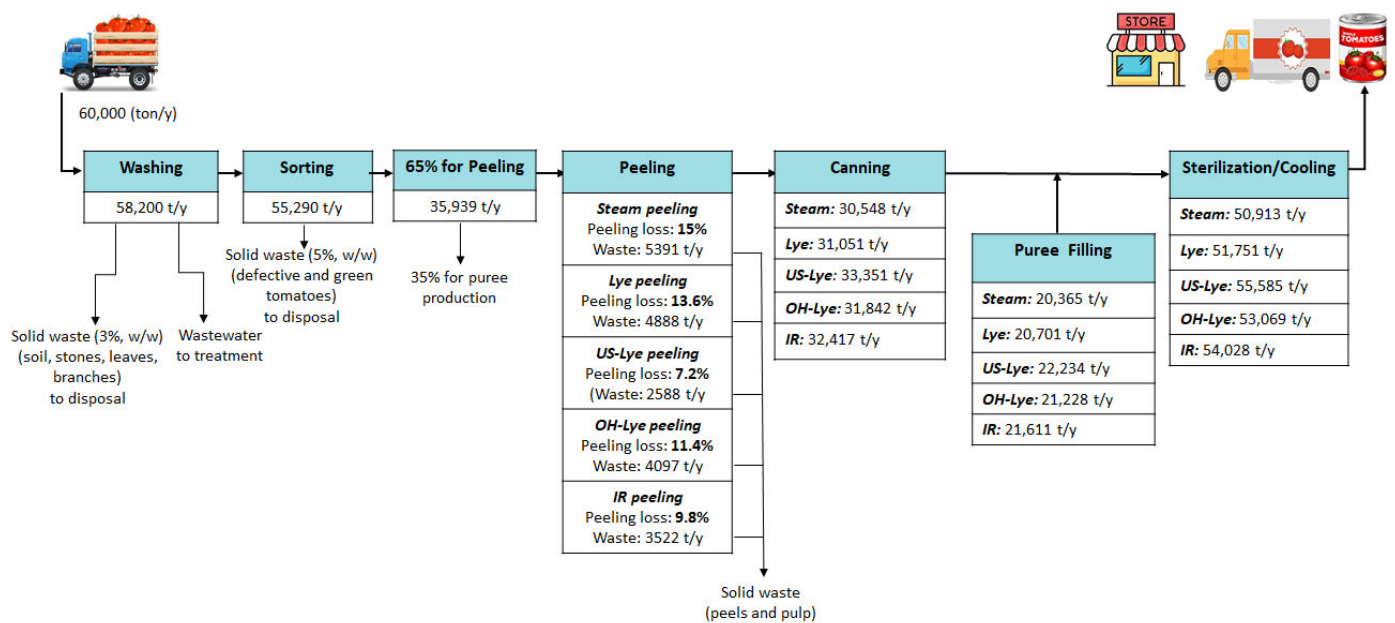 STORE
WHOLE
TOMATOES
60,000 (ton/y)
Washing
58,200 t/y
Solid waste (3%, w/w)
(soil, stones, leaves,
branches)
to disposal
Wastewater
to treatment
Sorting
55,290 t/y
Solid waste (5%, w/w)
(defective and green
tomatoes)
to disposal
65% for Peeling
35,939 t/y
35% for puree
production
Peeling
Steam peeling
Peeling loss: 15%
Waste: 5391 t/y
Lye peeling
Peeling loss: 13.6%
Waste: 4888 t/y
US-Lye peeling
Peeling loss: 7.2%
(Waste: 2588 t/y
OH-Lye peeling
Peeling loss: 11.4%
Waste: 4097 t/y
IR peeling
Peeling loss: 9.8%
Waste: 3522 t/y
Solid waste
(peels and pulp)
Canning
Steam: 30,548 t/y
Lye: 31,051 t/y
US-Lye: 33,351 t/y
OH-Lye: 31,842 t/y
IR: 32,417 t/y
Puree Filling
Steam: 20,365 t/y
Lye: 20,701 t/y
US-Lye: 22,234 t/y
OH-Lye: 21,228 t/y
IR: 21,611 t/y
Sterilization/Cooling
Steam: 50,913 t/y
Lye: 51,751 t/y
US-Lye: 55,585 t/y
OH-Lye: 53,069 t/y
IR: 54,028 t/y